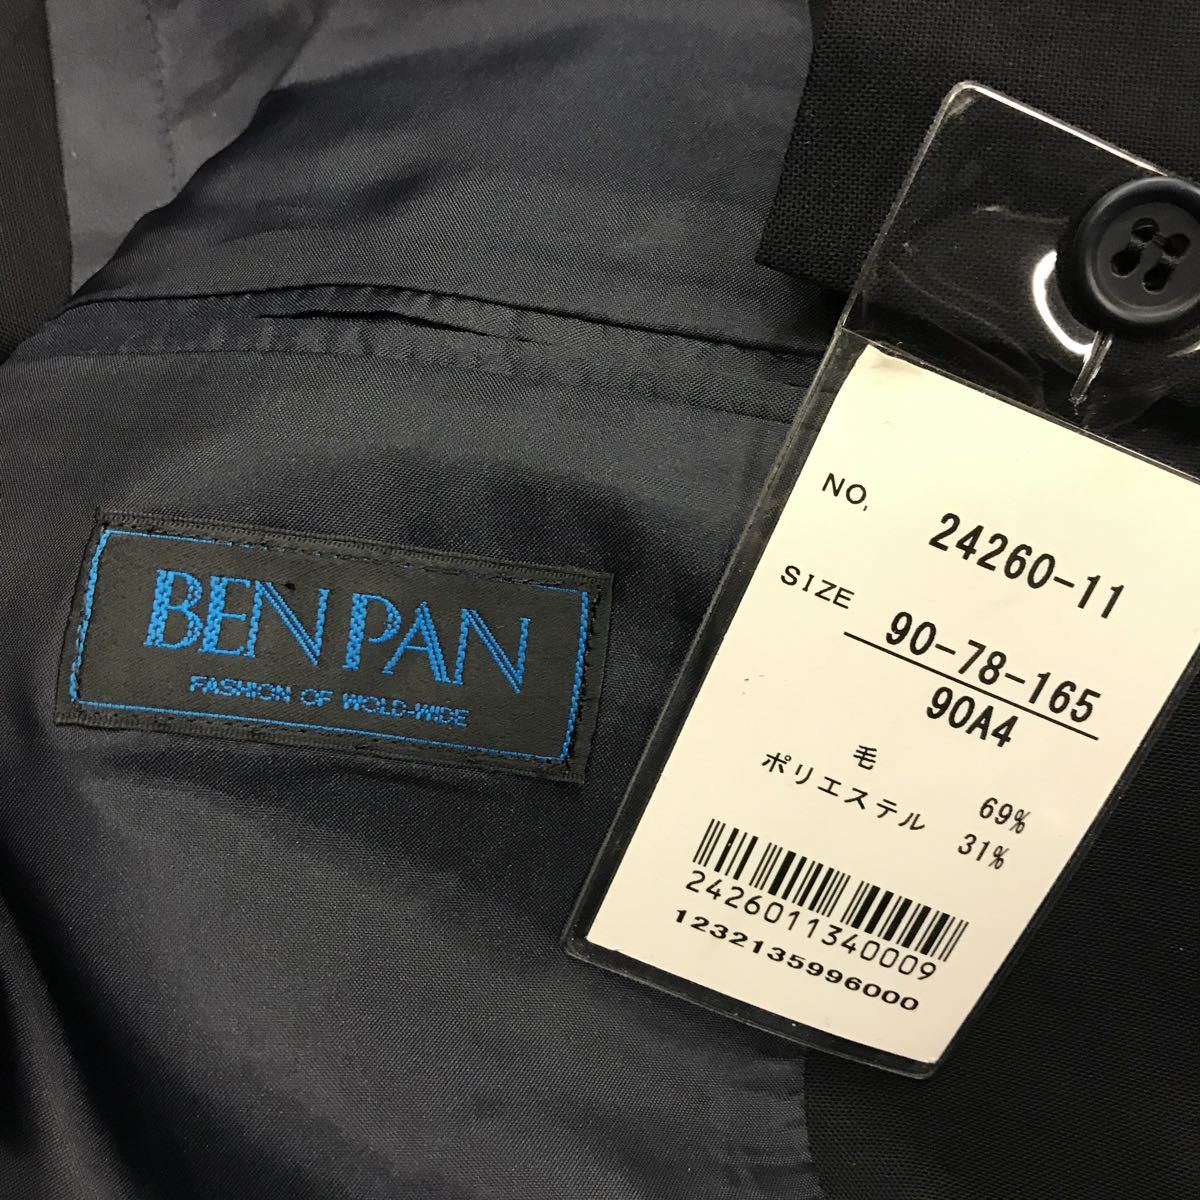 BEN PAN
FASHION OF WOLD-WIDE
NO, 24260-11
SIZE 90-78-165
90A4
毛 69%
ポリエステル 31%
2426011340009
1232135996000